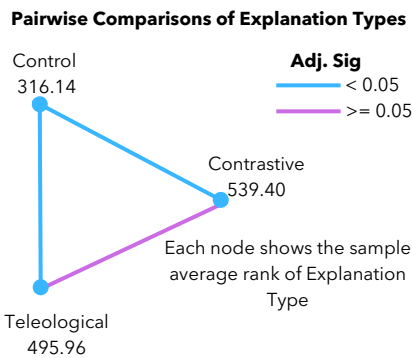 Pairwise Comparisons of Explanation Types
Control
316.14
Adj. Sig
< 0.05
>= 0.05
Contrastive
539.40
Each node shows the sample
average rank of Explanation
Type
Teleological
495.96